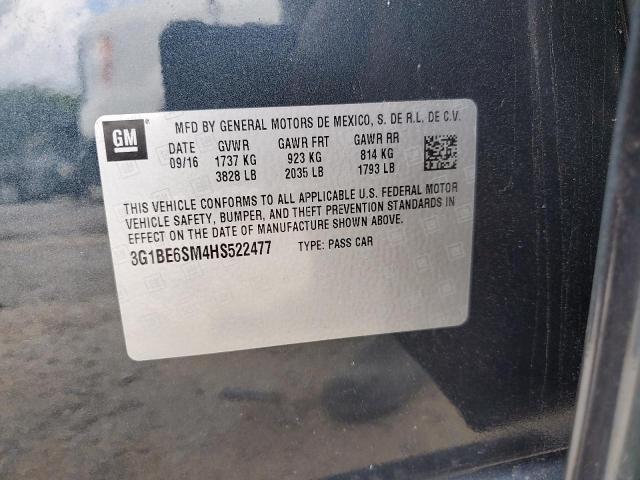 GM
MFD BY GENERAL MOTORS DE MEXICO, S. DE R.L. DE C.V.
DATE GVWR GAWR FRT GAWR RR
09/16 1737 KG 923 KG 814 KG
3828 LB 2035 LB 1793 LB
THIS VEHICLE CONFORMS TO ALL APPLICABLE U.S. FEDERAL MOTOR
VEHICLE SAFETY, BUMPER, AND THEFT PREVENTION STANDARDS IN
EFFECT ON THE DATE OF MANUFACTURE SHOWN ABOVE.
3G1BE6SM4HS522477 TYPE: PASS CAR